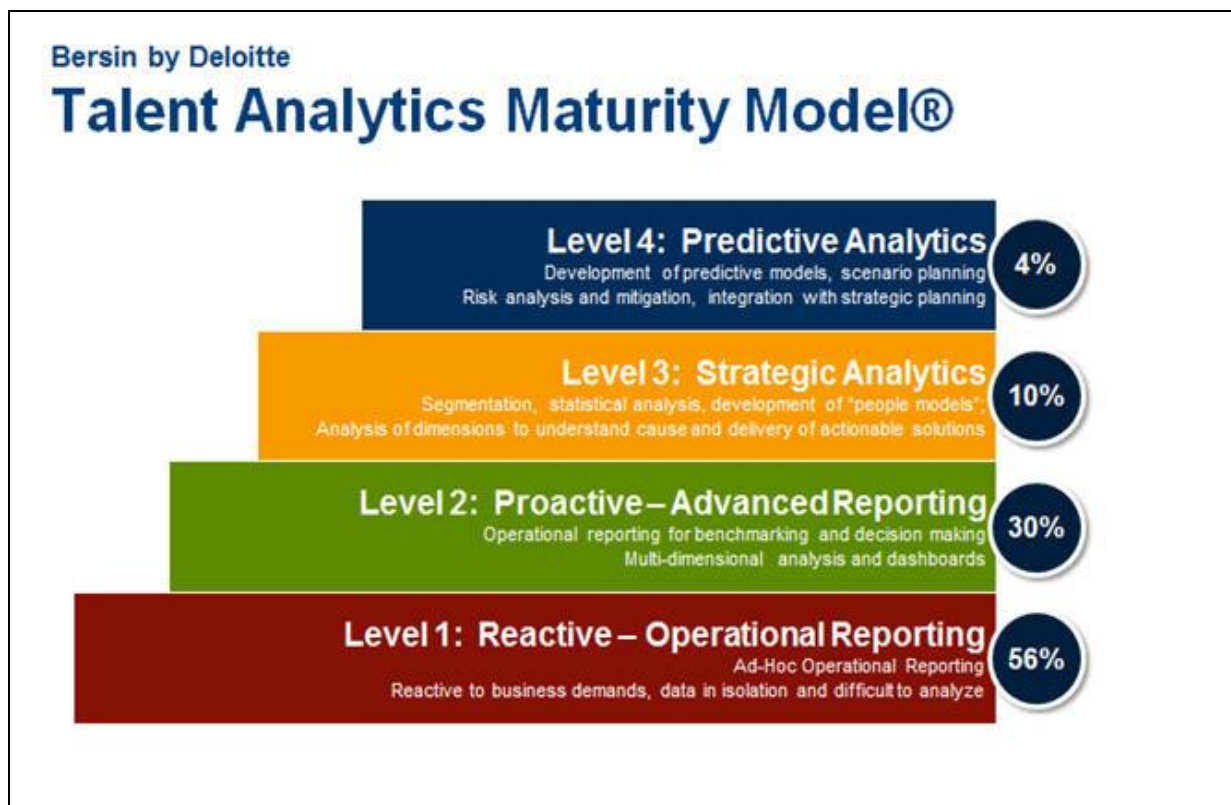 Bersin by Deloitte
Talent Analytics Maturity Model®
Level 4: Predictive Analytics
Development of predictive models, scenario planning
Risk analysis and mitigation, integration with strategic planning
4%
Level 3: Strategic Analytics
Segmentation, statistical analysis, development of "people models";
Analysis of dimensions to understand cause and delivery of actionable solutions
10%
Level 2: Proactive – Advanced Reporting
Operational reporting for benchmarking and decision making
Multi-dimensional analysis and dashboards
30%
Level 1: Reactive – Operational Reporting
Ad-Hoc Operational Reporting
Reactive to business demands, data in isolation and difficult to analyze
56%